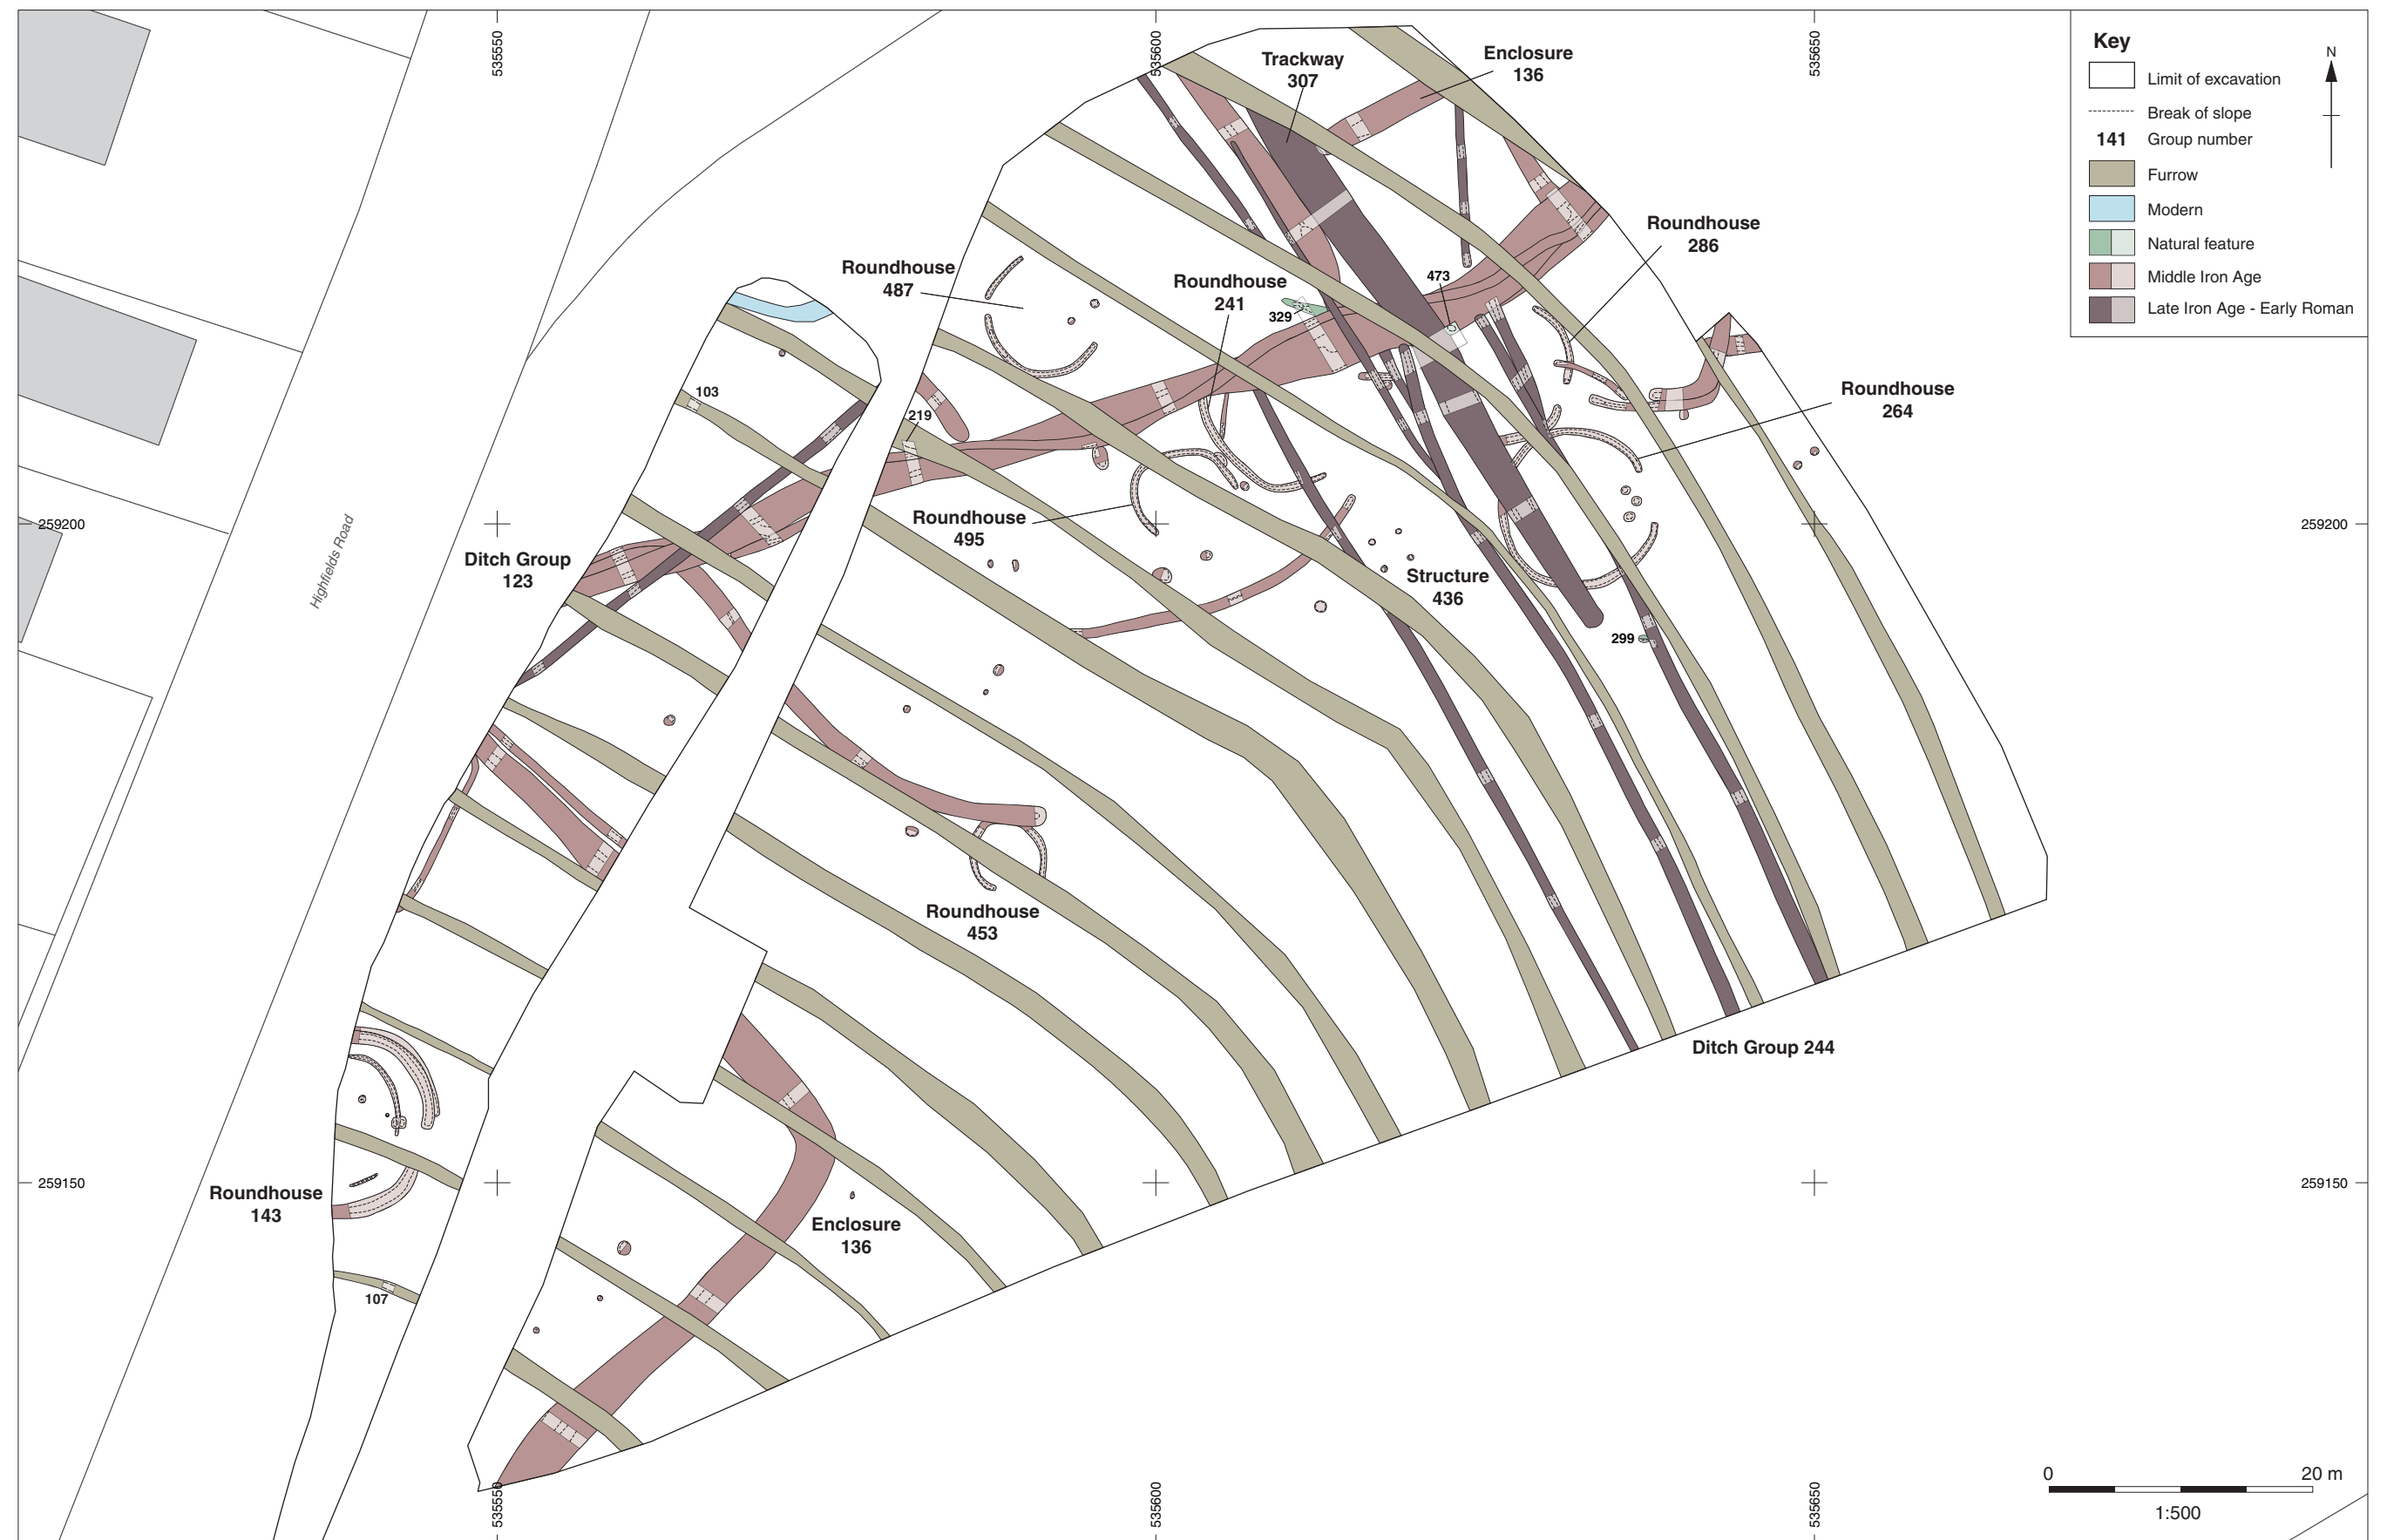 535550
535600
535650
Key
N
Limit of excavation
Break of slope
141 Group number
Furrow
Modern
Natural feature
Middle Iron Age
Late Iron Age - Early Roman
Trackway
307
Enclosure
136
Roundhouse
286
Roundhouse
487
Roundhouse
241
473
329
Roundhouse
264
103
219
259200
259200
Highfields Road
Ditch Group
123
Roundhouse
495
Structure
436
299
Roundhouse
453
Ditch Group 244
259150
259150
Roundhouse
143
Enclosure
136
107
0 20 m
1:500
535550
535600
535650